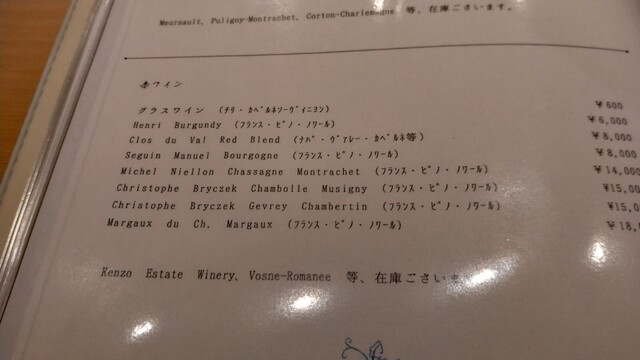 Meursault, Puligny-Montrachet, Corton-Charlemagne 等、在庫ございます。
赤ワイン
グラスワイン (ﾁﾘ・ｶﾍﾞﾙﾈｿｰｳﾞｨﾆﾖﾝ) ￥600
Henri Burgundy (ﾌﾗﾝｽ・ﾋﾟﾉ・ﾉﾜｰﾙ) ￥6,000
Clos du Val Red Blend (ﾅﾊﾟ・ｳﾞｧﾚｰ・ｶﾍﾞﾙﾈ等) ￥8,000
Seguin Manuel Bourgogne (ﾌﾗﾝｽ・ﾋﾟﾉ・ﾉﾜｰﾙ) ￥8,000
Michel Niellon Chassagne Montrachet (ﾌﾗﾝｽ・ﾋﾟﾉ・ﾉﾜｰﾙ) ￥14,000
Christophe Bryczek Chambolle Musigny (ﾌﾗﾝｽ・ﾋﾟﾉ・ﾉﾜｰﾙ) ￥15,00
Christophe Bryczek Gevrey Chambertin (ﾌﾗﾝｽ・ﾋﾟﾉ・ﾉﾜｰﾙ) ￥15,0
Margaux du Ch. Margaux (ﾌﾗﾝｽ・ﾋﾟﾉ・ﾉﾜｰﾙ) ￥18,
Kenzo Estate Winery、Vosne-Romanee 等、在庫ございま